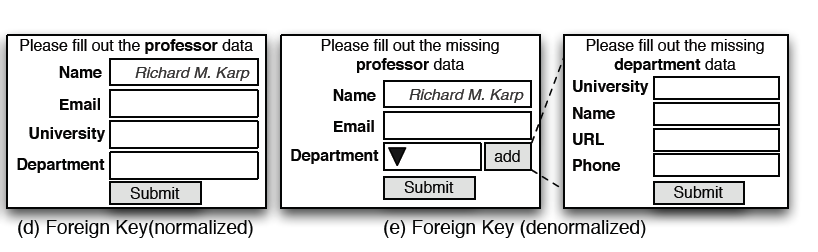 Please fill out the professor data
Name Richard M. Karp
Email
University
Department
Submit
(d) Foreign Key(normalized)
Please fill out the missing
professor data
Name Richard M. Karp
Email
Department add
Submit
Please fill out the missing
department data
University
Name
URL
Phone
Submit
(e) Foreign Key (denormalized)